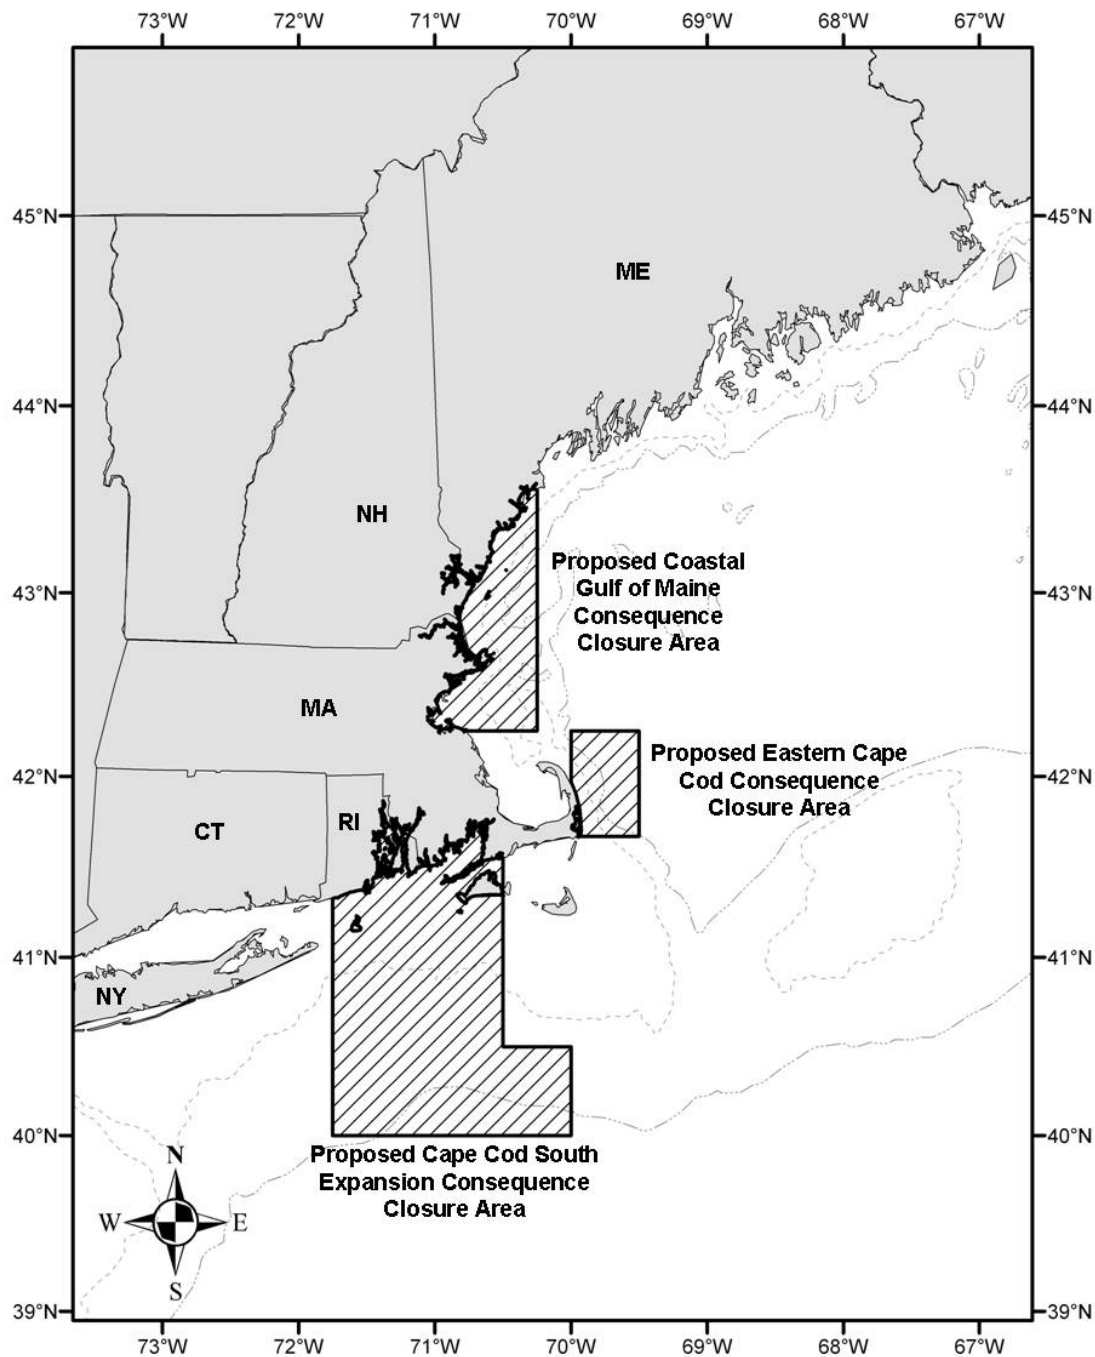 73°W 72°W 71°W 70°W 69°W 68°W 67°W
45°N 45°N
ME
44°N 44°N
NH
Proposed Coastal
Gulf of Maine
Consequence
Closure Area
43°N 43°N
MA
Proposed Eastern Cape
Cod Consequence
Closure Area
42°N 42°N
RI
CT
41°N 41°N
NY
40°N 40°N
Proposed Cape Cod South
Expansion Consequence
Closure Area
N
W E
S
39°N 39°N
73°W 72°W 71°W 70°W 69°W 68°W 67°W